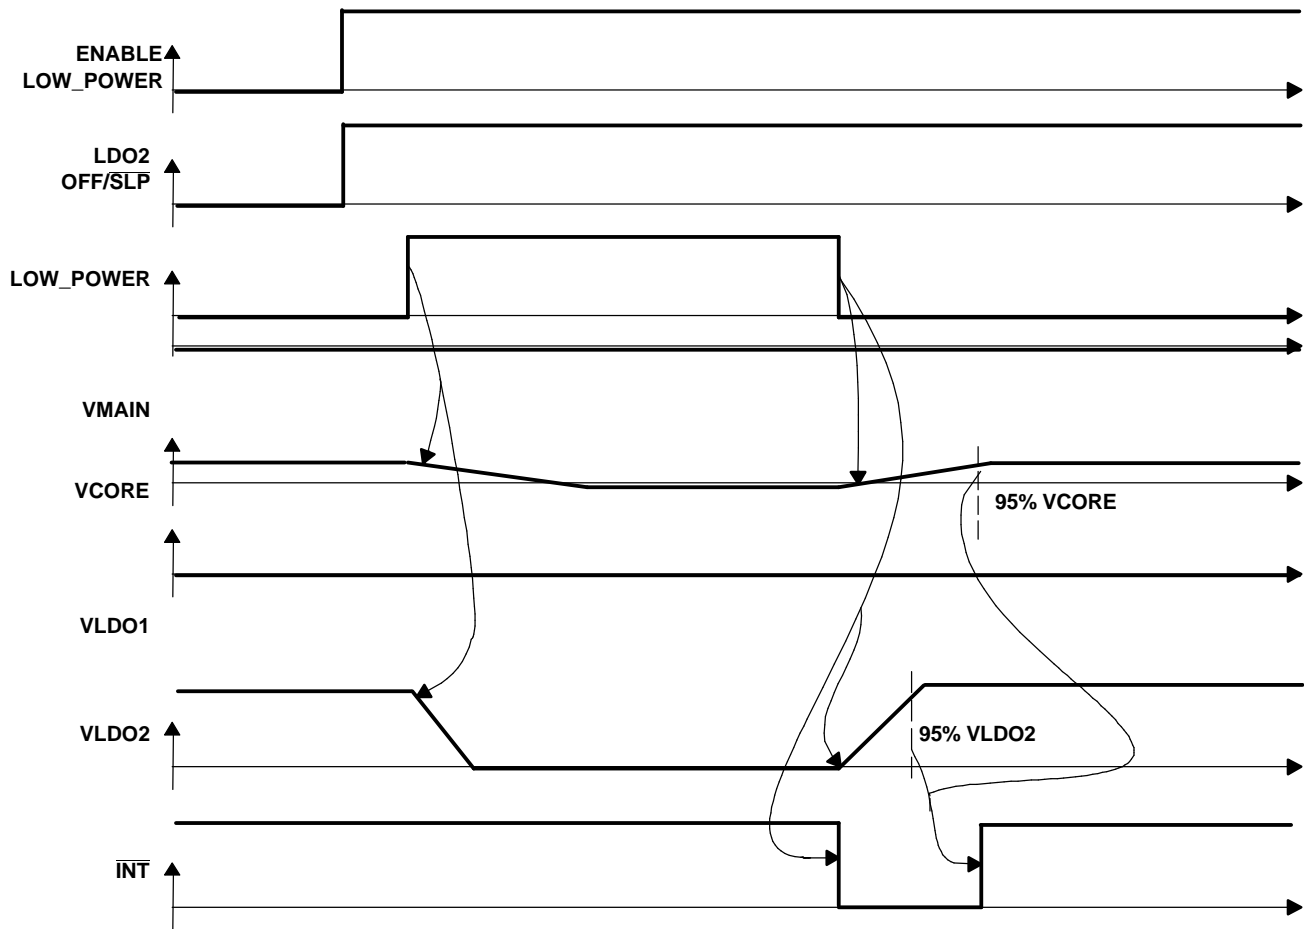 ENABLE
LOW_POWER
LDO2
OFF/SLP
LOW_POWER
VMAIN
VCORE
95% VCORE
VLDO1
VLDO2
95% VLDO2
INT